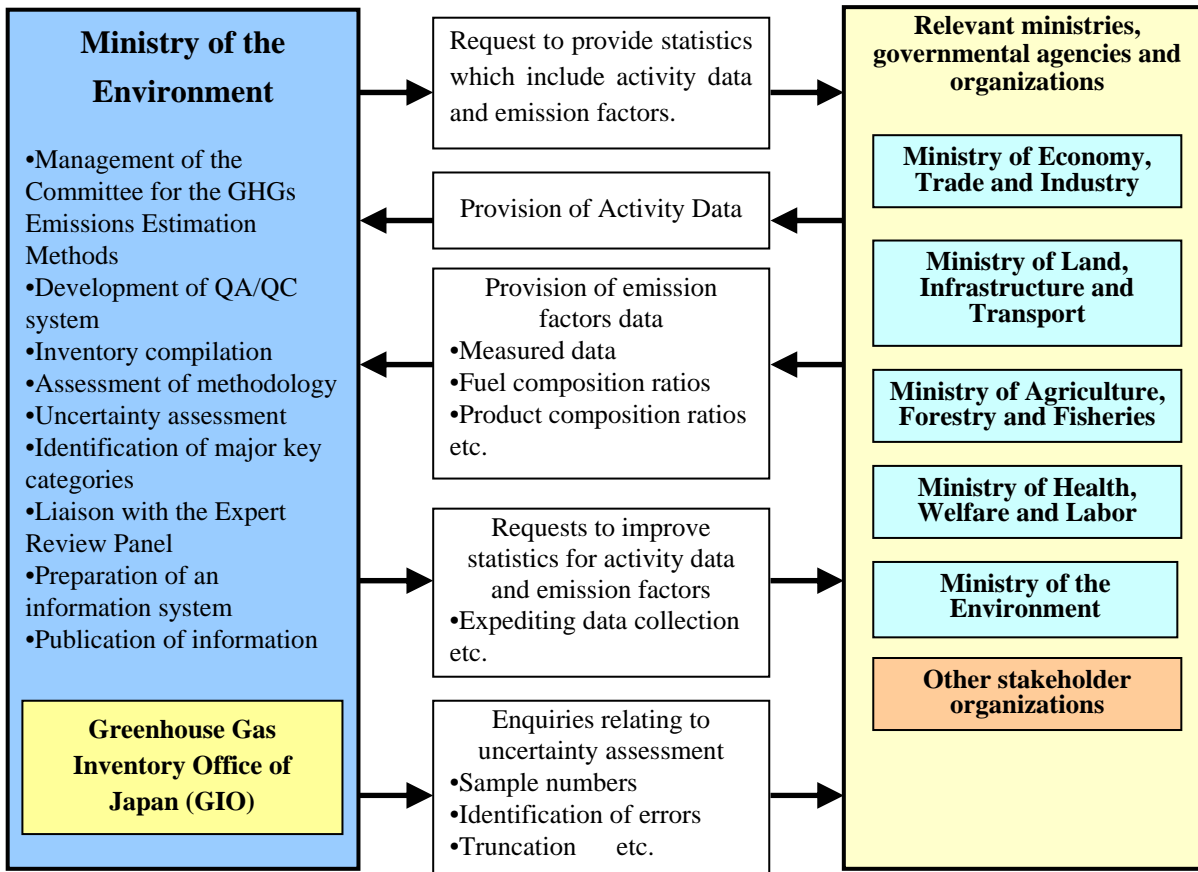 Ministry of the
Environment
•Management of the
Committee for the GHGs
Emissions Estimation
Methods
•Development of QA/QC
system
•Inventory compilation
•Assessment of methodology
•Uncertainty assessment
•Identification of major key
categories
•Liaison with the Expert
Review Panel
•Preparation of an
information system
•Publication of information
Greenhouse Gas
Inventory Office of
Japan (GIO)
Request to provide statistics
which include activity data
and emission factors.
Provision of Activity Data
Provision of emission
factors data
•Measured data
•Fuel composition ratios
•Product composition ratios
etc.
Requests to improve
statistics for activity data
and emission factors
•Expediting data collection
etc.
Enquiries relating to
uncertainty assessment
•Sample numbers
•Identification of errors
•Truncation etc.
Relevant ministries,
governmental agencies and
organizations
Ministry of Economy,
Trade and Industry
Ministry of Land,
Infrastructure and
Transport
Ministry of Agriculture,
Forestry and Fisheries
Ministry of Health,
Welfare and Labor
Ministry of the
Environment
Other stakeholder
organizations